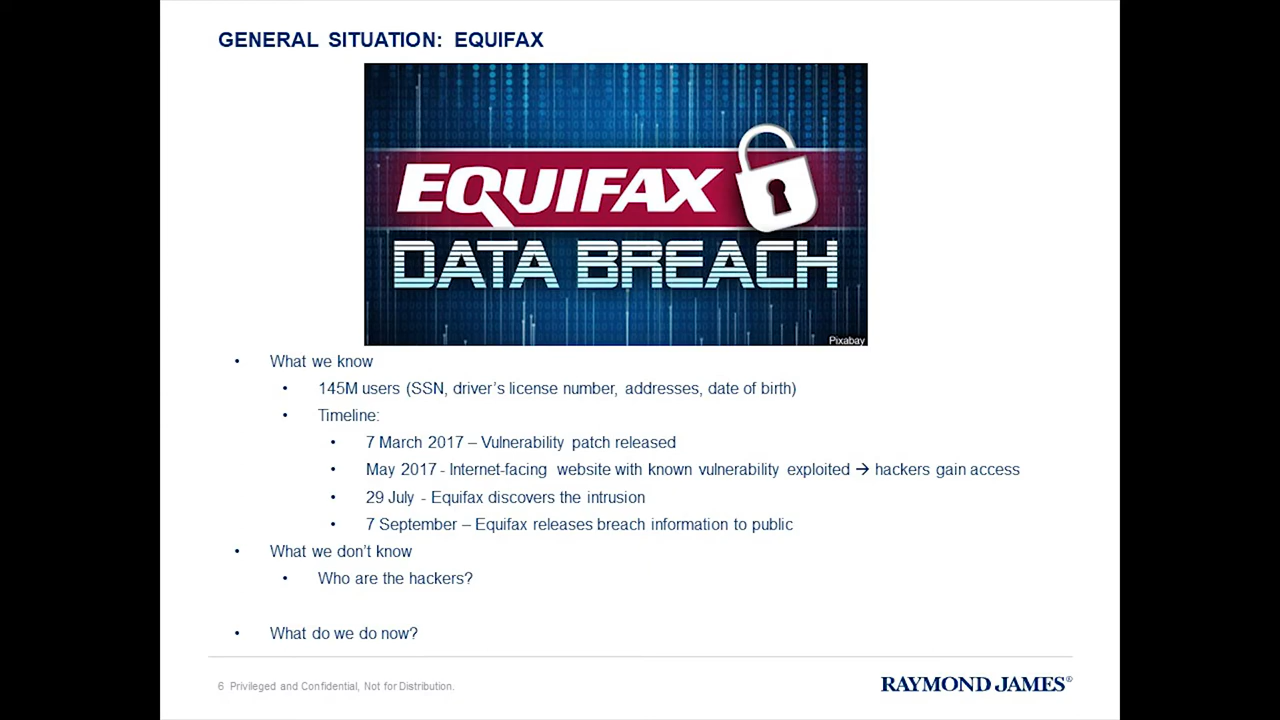 GENERAL SITUATION: EQUIFAX
EQUIFAX
DATA BREACH
Pixabay
• What we know
• 145M users (SSN, driver’s license number, addresses, date of birth)
• Timeline:
• 7 March 2017 – Vulnerability patch released
• May 2017 - Internet-facing website with known vulnerability exploited → hackers gain access
• 29 July - Equifax discovers the intrusion
• 7 September – Equifax releases breach information to public
• What we don’t know
• Who are the hackers?
• What do we do now?
6 Privileged and Confidential, Not for Distribution.
RAYMOND JAMES®